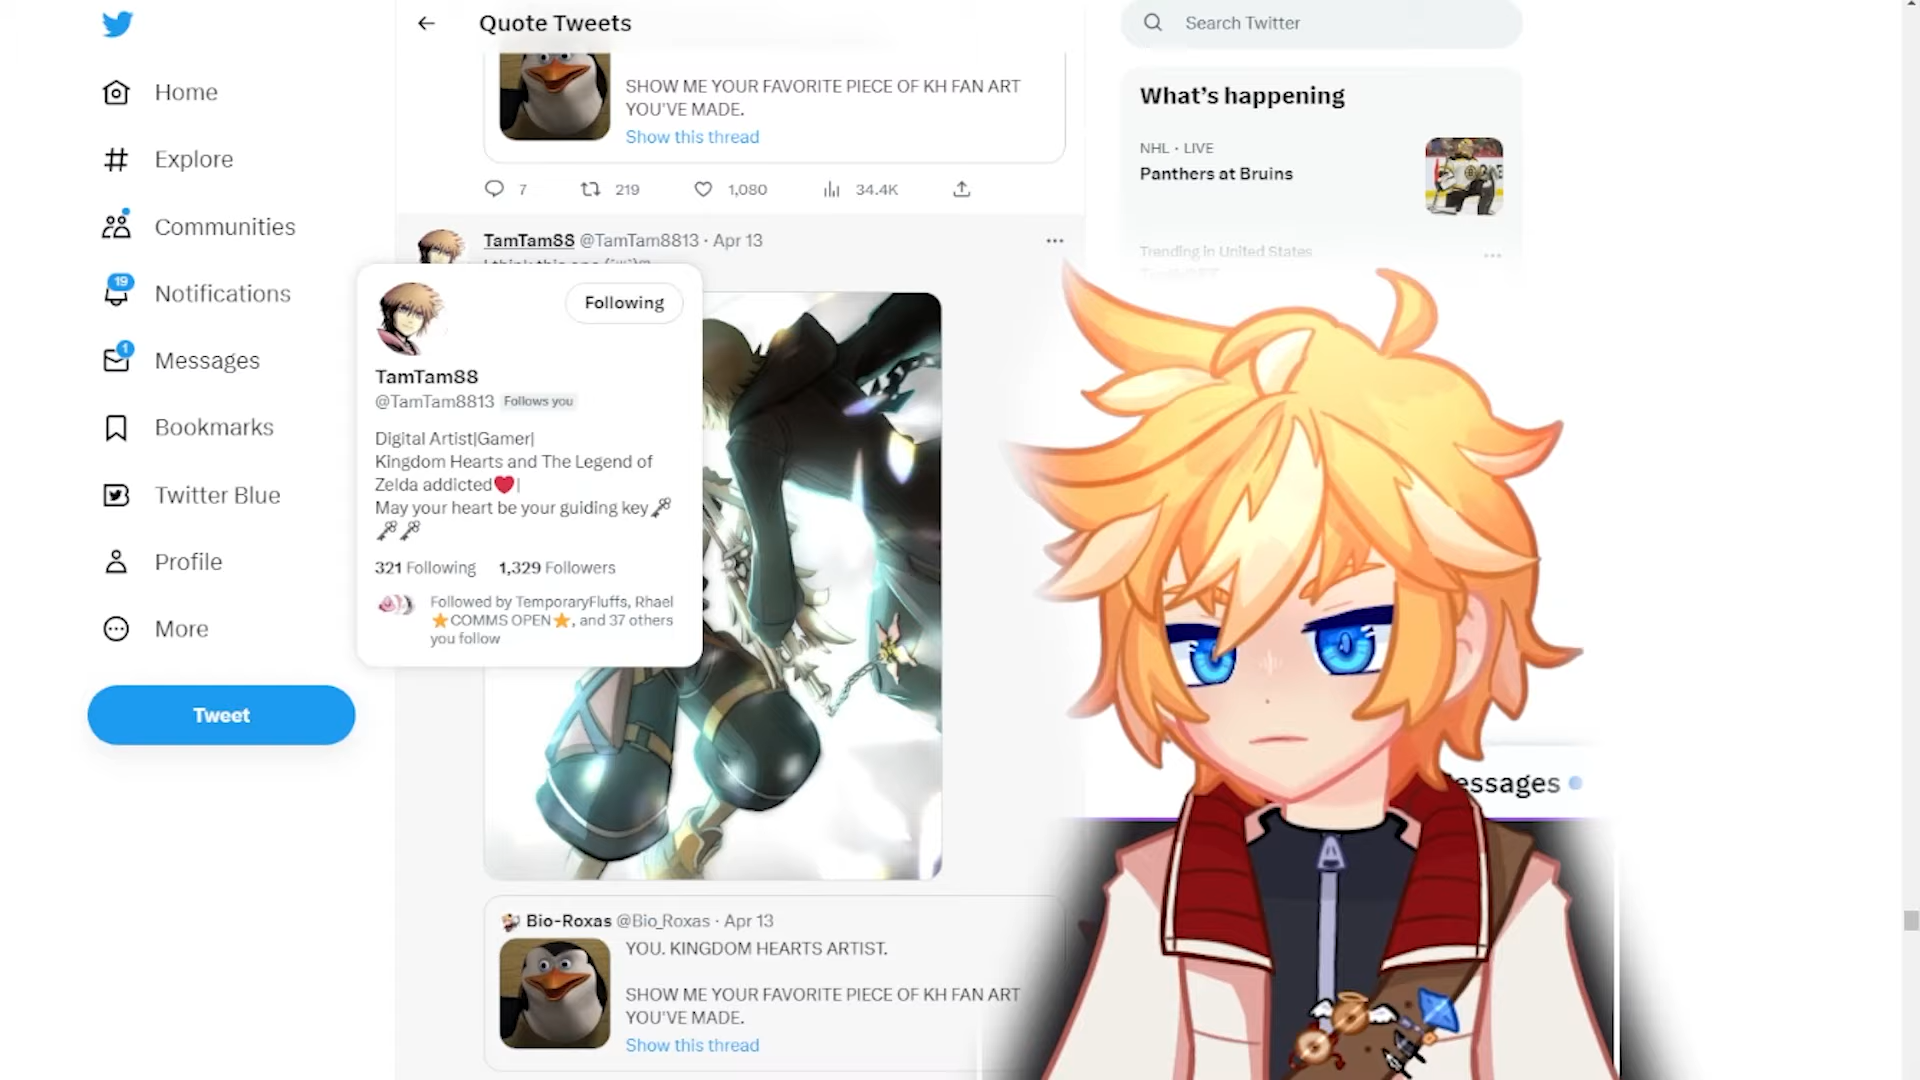 Quote Tweets
Search Twitter
Home
Explore
Communities
19
Notifications
1
Messages
Bookmarks
Twitter Blue
Profile
More
Tweet
SHOW ME YOUR FAVORITE PIECE OF KH FAN ART
YOU'VE MADE.
Show this thread
7
219
1,080
34.4K
TamTam88 @TamTam8813 · Apr 13
Following
TamTam88
@TamTam8813 Follows you
Digital Artist|Gamer|
Kingdom Hearts and The Legend of
Zelda addicted❤️|
May your heart be your guiding key🗝️
🗝️🗝️
321 Following 1,329 Followers
Followed by TemporaryFluffs, Rhael
⭐COMMS OPEN⭐, and 37 others
you follow
Bio-Roxas @Bio_Roxas · Apr 13
YOU. KINGDOM HEARTS ARTIST.
SHOW ME YOUR FAVORITE PIECE OF KH FAN ART
YOU'VE MADE.
Show this thread
What's happening
NHL · LIVE
Panthers at Bruins
Trending in United States
essages